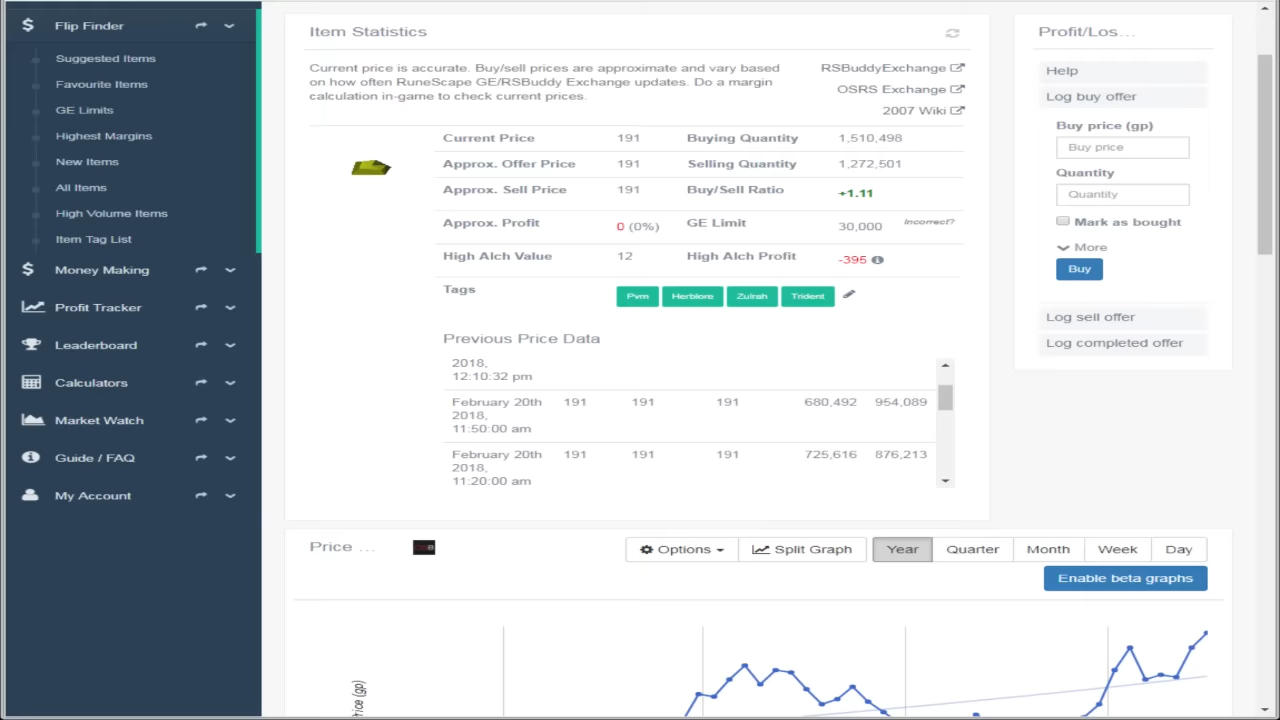 Flip Finder
Suggested Items
Favourite Items
GE Limits
Highest Margins
New Items
All Items
High Volume Items
Item Tag List
Money Making
Profit Tracker
Leaderboard
Calculators
Market Watch
Guide / FAQ
My Account
Item Statistics
Current price is accurate. Buy/sell prices are approximate and vary based
on how often RuneScape GE/RSBuddy Exchange updates. Do a margin
calculation in-game to check current prices.
RSBuddyExchange
OSRS Exchange
2007 Wiki
Current Price 191 Buying Quantity 1,510,498
Approx. Offer Price 191 Selling Quantity 1,272,501
Approx. Sell Price 191 Buy/Sell Ratio +1.11
Approx. Profit 0 (0%) GE Limit 30,000 Incorrect?
High Alch Value 12 High Alch Profit -395
Tags Pvm Herblore Zulrah Trident
Previous Price Data
2018,
12:10:32 pm
February 20th 191 191 191 680,492 954,089
2018,
11:50:00 am
February 20th 191 191 191 725,616 876,213
2018,
11:20:00 am
Profit/Los...
Help
Log buy offer
Buy price (gp)
Buy price
Quantity
Quantity
Mark as bought
More
Buy
Log sell offer
Log completed offer
Price ...
Options Split Graph Year Quarter Month Week Day
Enable beta graphs